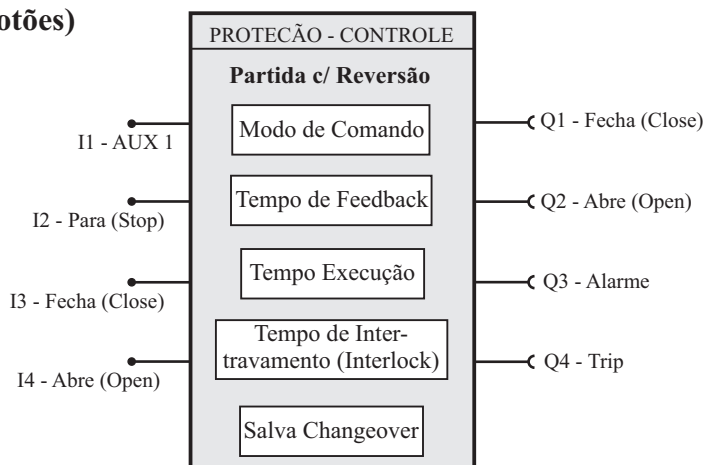 PROTECÃO - CONTROLE
Partida c/ Reversão
I1 - AUX 1
I2 - Para (Stop)
I3 - Fecha (Close)
I4 - Abre (Open)
Modo de Comando
Tempo de Feedback
Tempo Execução
Tempo de Inter-
travamento (Interlock)
Salva Changeover
Q1 - Fecha (Close)
Q2 - Abre (Open)
Q3 - Alarme
Q4 - Trip